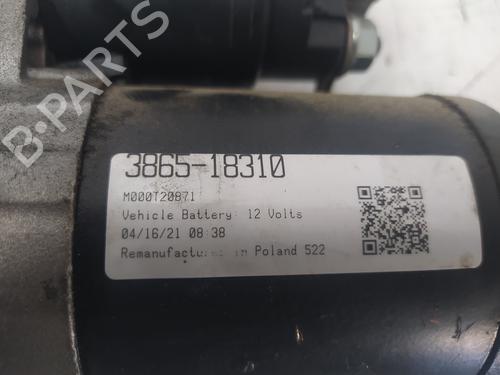 B-PARTS
3865-18310
M000T20871
Vehicle Battery: 12 Volts
04/16/21 08:38
Remanufactured in Poland 522